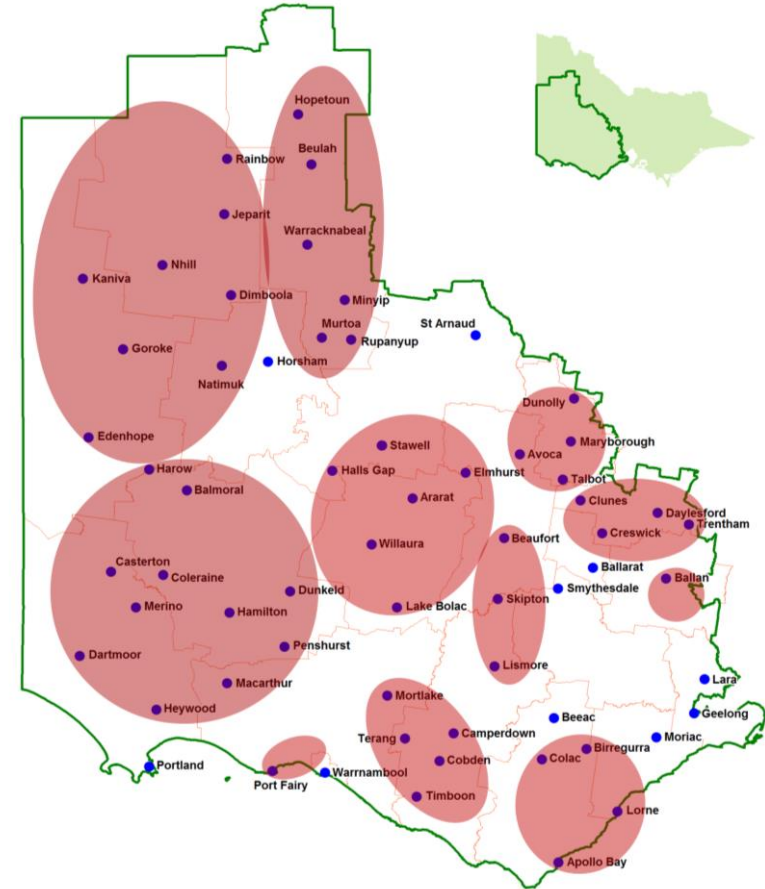 Hopetoun
Beulah
Rainbow
Jeparit
Warracknabeal
Nhill
Kaniva
Dimboola
Minyip
St Arnaud
Murtoa
Rupanyup
Goroke
Horsham
Natimuk
Dunolly
Edenhope
Maryborough
Stawell
Avoca
Harow
Halls Gap
Elmhurst
Talbot
Balmoral
Ararat
Clunes
Daylesford
Trentham
Creswick
Beaufort
Willaura
Casterton
Coleraine
Ballarat
Ballan
Smythesdale
Dunkeld
Skipton
Merino
Hamilton
Lake Bolac
Penshurst
Dartmoor
Lismore
Lara
Macarthur
Mortlake
Heywood
Geelong
Beeac
Camperdown
Terang
Moriac
Birregurra
Colac
Cobden
Portland
Warrnambool
Port Fairy
Timboon
Lorne
Apollo Bay